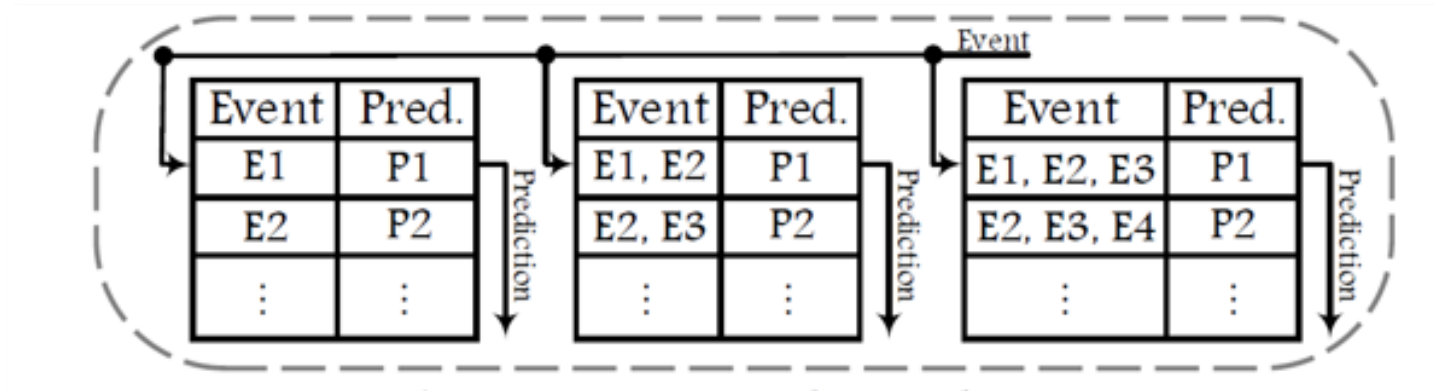 Event
Event Pred.
E1 P1
E2 P2
⋮ ⋮
Prediction
Event Pred.
E1, E2 P1
E2, E3 P2
⋮ ⋮
Prediction
Event Pred.
E1, E2, E3 P1
E2, E3, E4 P2
⋮ ⋮
Prediction